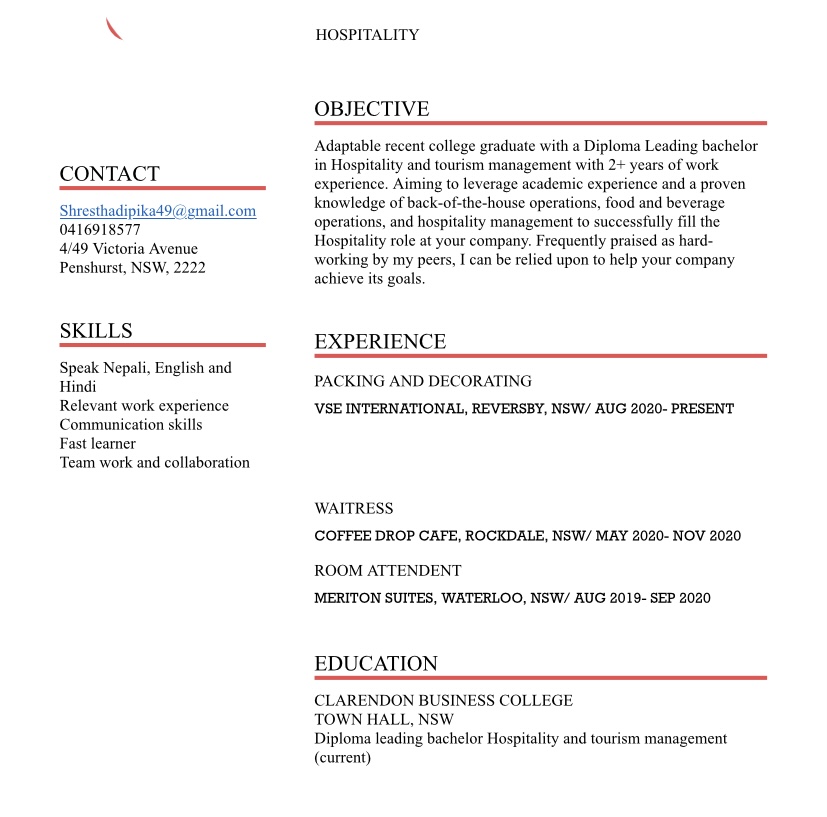 HOSPITALITY
CONTACT
Shresthadipika49@gmail.com
0416918577
4/49 Victoria Avenue
Penshurst, NSW, 2222
SKILLS
Speak Nepali, English and
Hindi
Relevant work experience
Communication skills
Fast learner
Team work and collaboration
OBJECTIVE
Adaptable recent college graduate with a Diploma Leading bachelor
in Hospitality and tourism management with 2+ years of work
experience. Aiming to leverage academic experience and a proven
knowledge of back-of-the-house operations, food and beverage
operations, and hospitality management to successfully fill the
Hospitality role at your company. Frequently praised as hard-
working by my peers, I can be relied upon to help your company
achieve its goals.
EXPERIENCE
PACKING AND DECORATING
VSE INTERNATIONAL, REVERSBY, NSW/ AUG 2020- PRESENT
WAITRESS
COFFEE DROP CAFE, ROCKDALE, NSW/ MAY 2020- NOV 2020
ROOM ATTENDENT
MERITON SUITES, WATERLOO, NSW/ AUG 2019- SEP 2020
EDUCATION
CLARENDON BUSINESS COLLEGE
TOWN HALL, NSW
Diploma leading bachelor Hospitality and tourism management
(current)